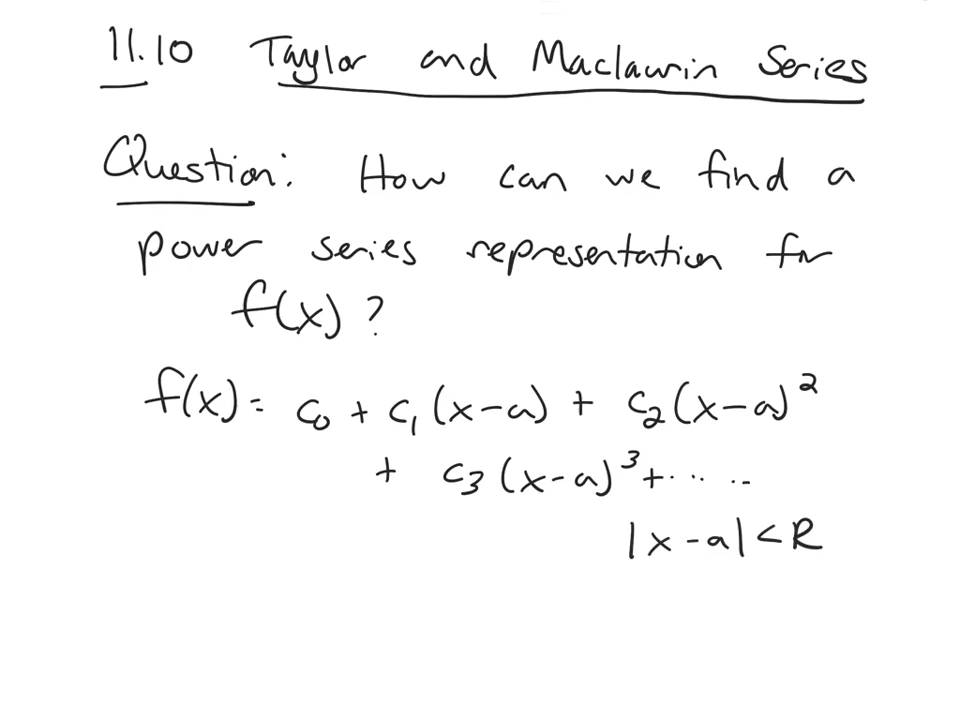 11.10 Taylor and Maclaurin Series
Question: How can we find a
power series representation for
f(x)?
f(x) = c₀ + c₁(x-a) + c₂(x-a)²
+ c₃(x-a)³ + .. .. ..
|x-a| < R